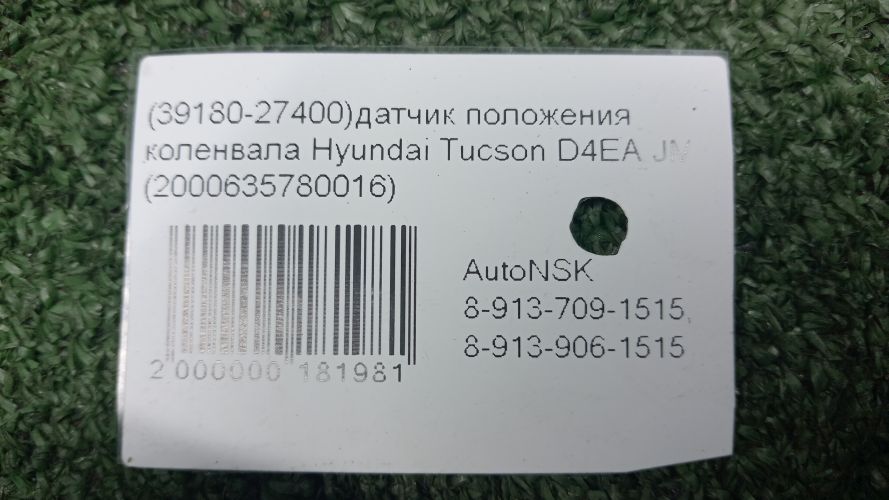 (39180-27400)датчик положения
коленвала Hyundai Tucson D4EA JM
(2000635780016)
AutoNSK
8-913-709-1515,
8-913-906-1515
2 000000 181981